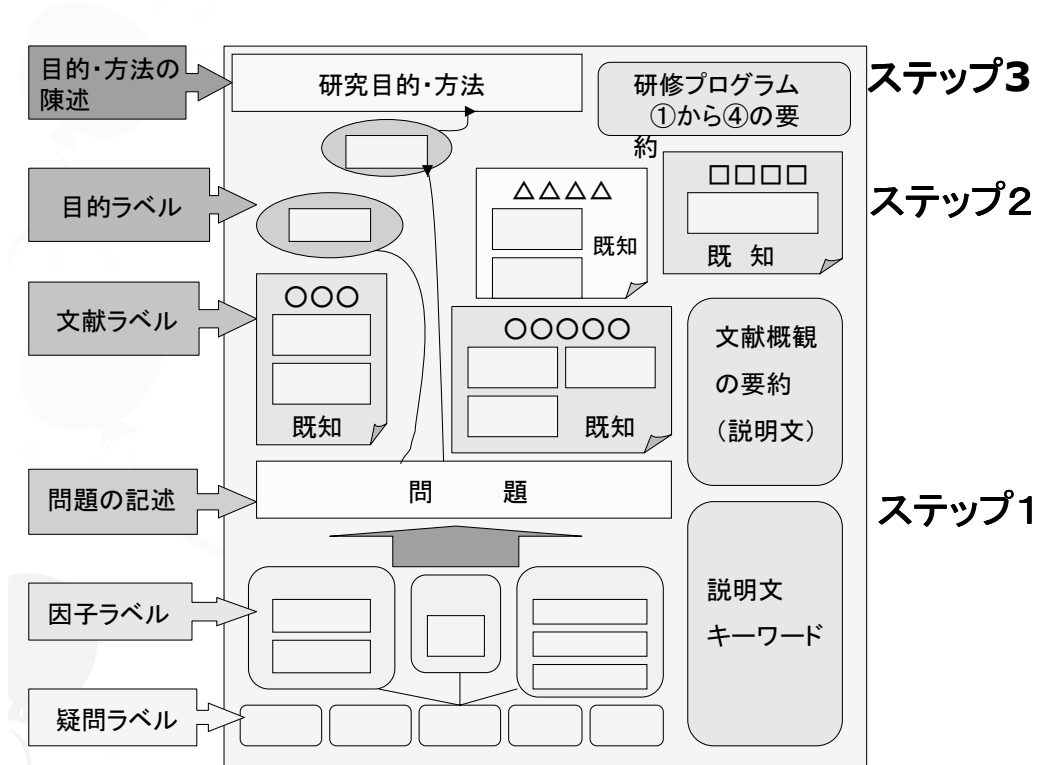 目的・方法の
陳述
研究目的・方法
研修プログラム
①から④の要
約
ステップ3
目的ラベル
△△△△
既知
□□□□
既 知
ステップ2
文献ラベル
○○○
既知
○○○○○
既知
文献概観
の要約
（説明文）
問題の記述
問 題
ステップ1
因子ラベル
説明文
キーワード
疑問ラベル